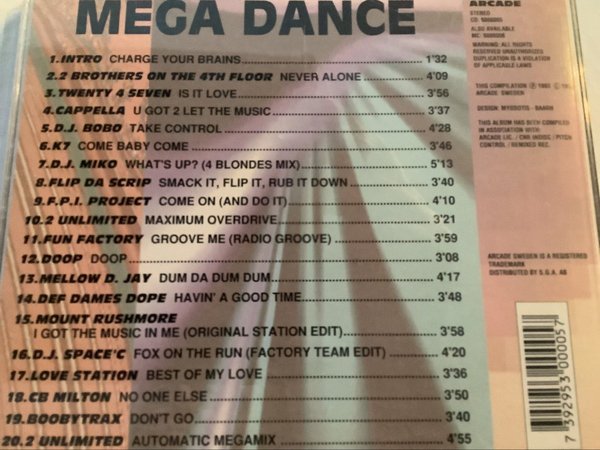 MEGA DANCE
1.INTRO CHARGE YOUR BRAINS 1'32
2.2 BROTHERS ON THE 4TH FLOOR NEVER ALONE 4'09
3.TWENTY 4 SEVEN IS IT LOVE 3'56
4.CAPPELLA U GOT 2 LET THE MUSIC 3'37
5.D.J. BOBO TAKE CONTROL 4'28
6.K7 COME BABY COME 3'46
7.D.J. MIKO WHAT'S UP? (4 BLONDES MIX) 5'13
8.FLIP DA SCRIP SMACK IT, FLIP IT, RUB IT DOWN 3'40
9.F.P.I. PROJECT COME ON (AND DO IT) 4'10
10.2 UNLIMITED MAXIMUM OVERDRIVE 3'21
11.FUN FACTORY GROOVE ME (RADIO GROOVE) 3'59
12.DOOP DOOP 3'08
13.MELLOW D. JAY DUM DA DUM DUM 4'17
14.DEF DAMES DOPE HAVIN' A GOOD TIME 3'48
15.MOUNT RUSHMORE
I GOT THE MUSIC IN ME (ORIGINAL STATION EDIT) 3'58
16.D.J. SPACE'C FOX ON THE RUN (FACTORY TEAM EDIT) 4'20
17.LOVE STATION BEST OF MY LOVE 3'36
18.CB MILTON NO ONE ELSE 3'50
19.BOOBYTRAX DON'T GO 3'40
20.2 UNLIMITED AUTOMATIC MEGAMIX 4'55
ARCADE
STEREO
ALSO AVAILABLE
WARNING: ALL RIGHTS
RESERVED UNAUTHORIZED
DUPLICATION IS A VIOLATION
OF APPLICABLE LAWS
THIS COMPILATION
ARCADE SWEDEN
DESIGN: MYOSOTIS - BAARN
THIS ALBUM HAS BEEN COMPILED
IN ASSOCIATION WITH:
ARCADE LIC. / CNR INDISC / PITCH
CONTROL / REMIXED REC.
ARCADE SWEDEN IS A REGISTERED
TRADEMARK
DISTRIBUTED BY S.G.A. AB
7 392953 000057